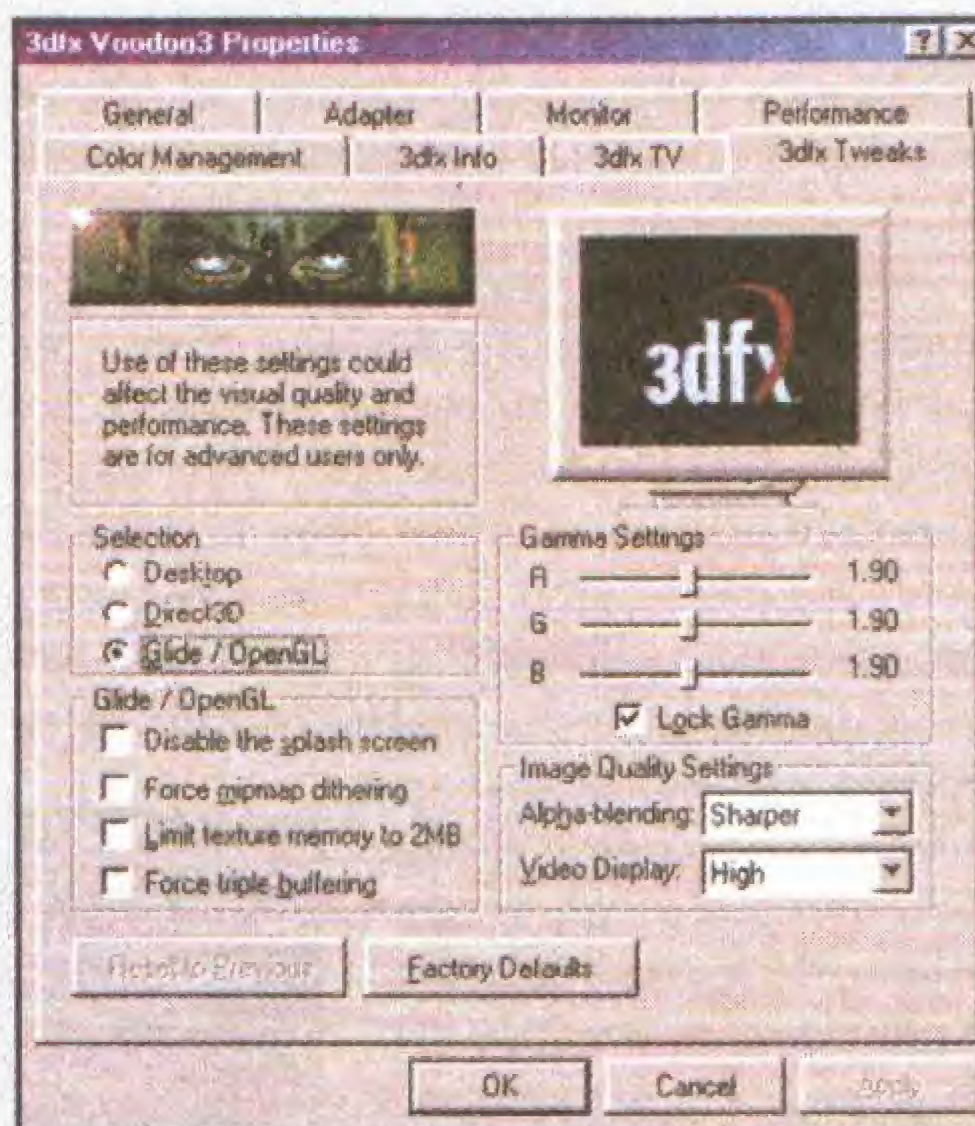 3dfx Voodoo3 Properties
General Adapter Monitor Performance
Color Management 3dfx Info 3dfx TV 3dfx Tweaks
Use of these settings could
affect the visual quality and
performance. These settings
are for advanced users only.
3dfx
Selection
Desktop
Direct3D
Glide / OpenGL
Glide / OpenGL
Disable the splash screen
Force mipmap dithering
Limit texture memory to 2MB
Force triple buffering
Gamma Settings
R 1.90
G 1.90
B 1.90
Lock Gamma
Image Quality Settings
Alpha-blending: Sharper
Video Display: High
Reset to Previous Factory Defaults
OK Cancel Apply